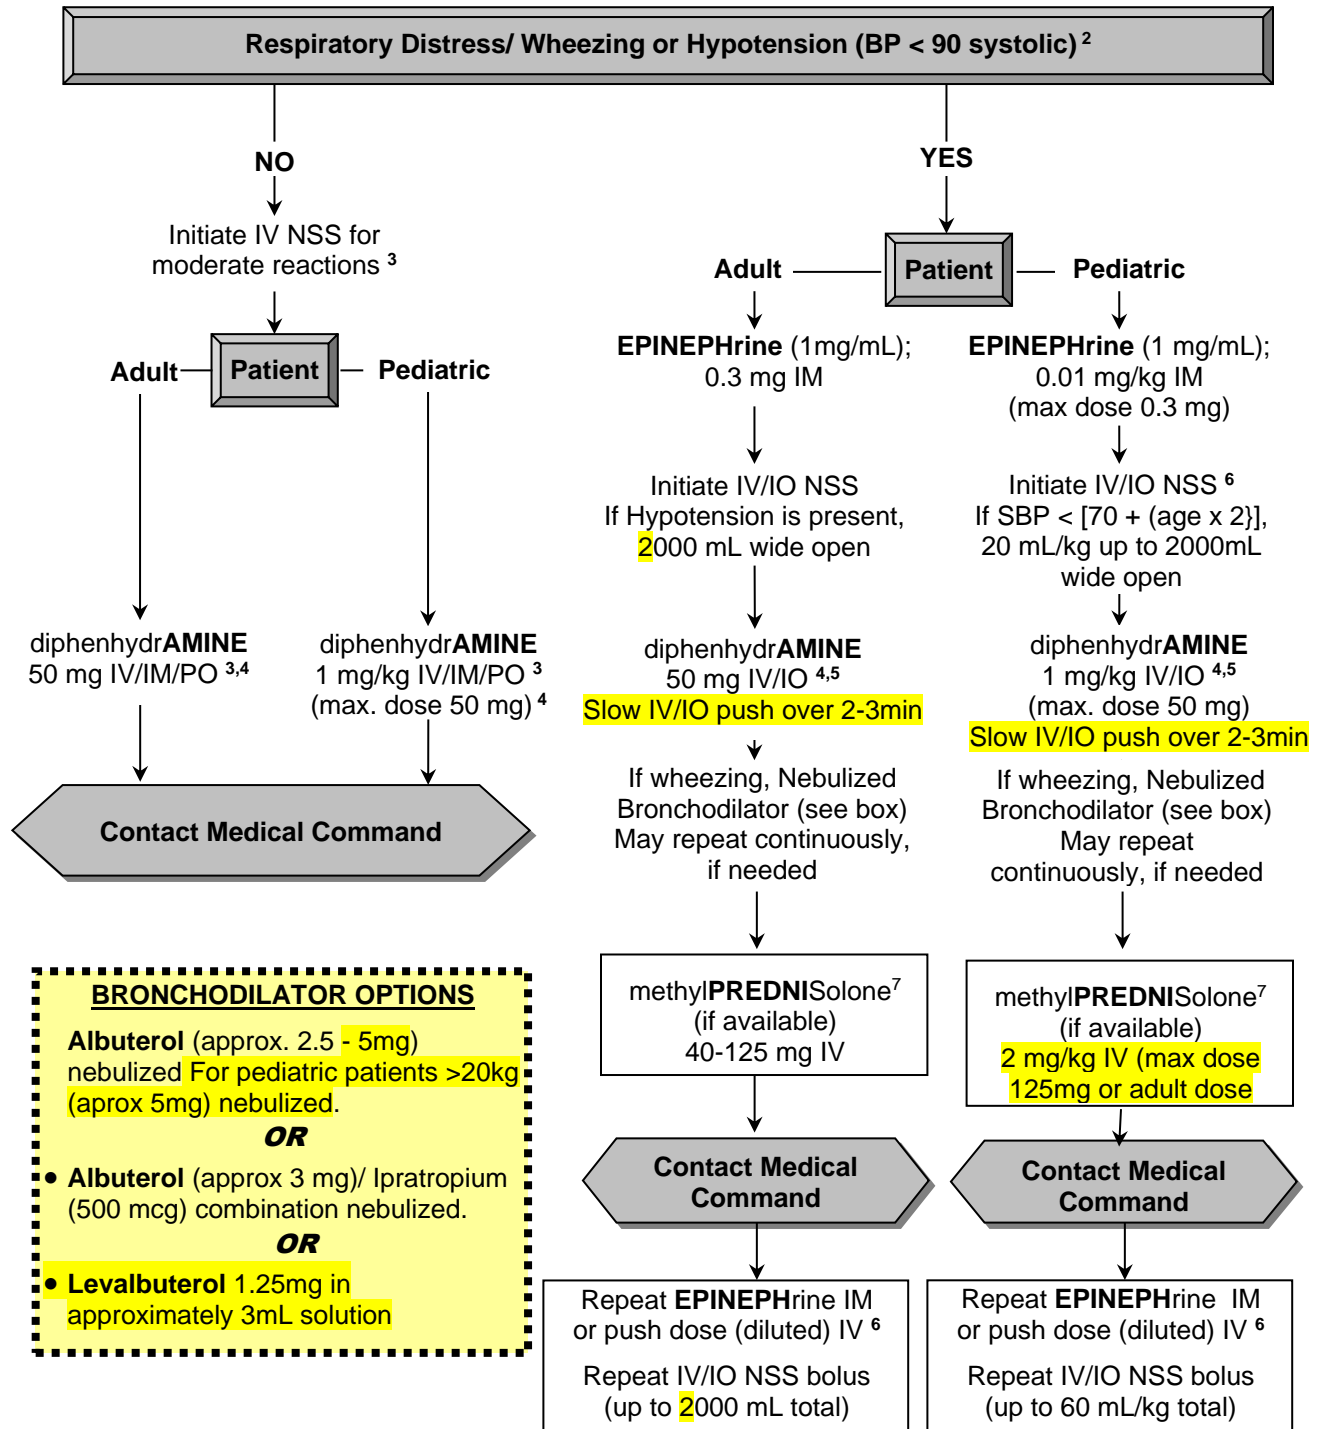 Respiratory Distress/ Wheezing or Hypotension (BP < 90 systolic) 2
NO
Initiate IV NSS for
moderate reactions 3
Adult
Patient
Pediatric
diphenhydrAMINE
50 mg IV/IM/PO 3,4
diphenhydrAMINE
1 mg/kg IV/IM/PO 3
(max. dose 50 mg) 4
Contact Medical Command
YES
Adult
Patient
Pediatric
EPINEPHrine (1mg/mL);
0.3 mg IM
Initiate IV/IO NSS
If Hypotension is present,
2000 mL wide open
diphenhydrAMINE
50 mg IV/IO 4,5
Slow IV/IO push over 2-3min
If wheezing, Nebulized
Bronchodilator (see box)
May repeat continuously,
if needed
methylPREDNISolone7
(if available)
40-125 mg IV
Contact Medical
Command
Repeat EPINEPHrine IM
or push dose (diluted) IV 6
Repeat IV/IO NSS bolus
(up to 2000 mL total)
EPINEPHrine (1 mg/mL);
0.01 mg/kg IM
(max dose 0.3 mg)
Initiate IV/IO NSS 6
If SBP < [70 + (age x 2}],
20 mL/kg up to 2000mL
wide open
diphenhydrAMINE
1 mg/kg IV/IO 4,5
(max. dose 50 mg)
Slow IV/IO push over 2-3min
If wheezing, Nebulized
Bronchodilator (see box)
May repeat
continuously, if needed
methylPREDNISolone7
(if available)
2 mg/kg IV (max dose
125mg or adult dose
Contact Medical
Command
Repeat EPINEPHrine IM
or push dose (diluted) IV 6
Repeat IV/IO NSS bolus
(up to 60 mL/kg total)
BRONCHODILATOR OPTIONS
Albuterol (approx. 2.5 - 5mg)
nebulized For pediatric patients >20kg
(aprox 5mg) nebulized.
OR
• Albuterol (approx 3 mg)/ Ipratropium
(500 mcg) combination nebulized.
OR
• Levalbuterol 1.25mg in
approximately 3mL solution